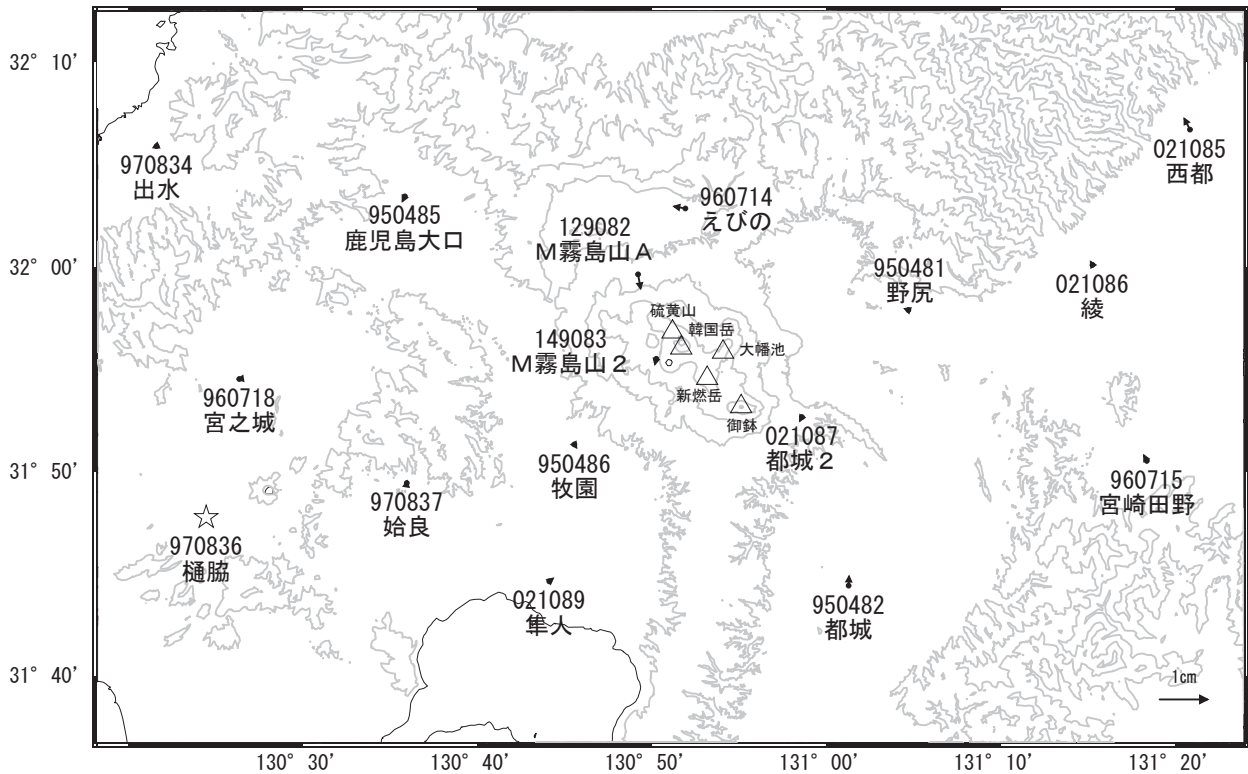 32° 10'
970834
出水
950485
鹿児島大口
960714
えびの
129082
M霧島山A
021085
西都
32° 00'
950481
野尻
021086
綾
硫黄山
韓国岳
大幡池
149083
M霧島山2
新燃岳
御鉢
960718
宮之城
021087
都城2
950486
牧園
31° 50'
970837
姶良
960715
宮崎田野
970836
樋脇
021089
隼人
950482
都城
31° 40'
1cm
130° 30'
130° 40'
130° 50'
131° 00'
131° 10'
131° 20'